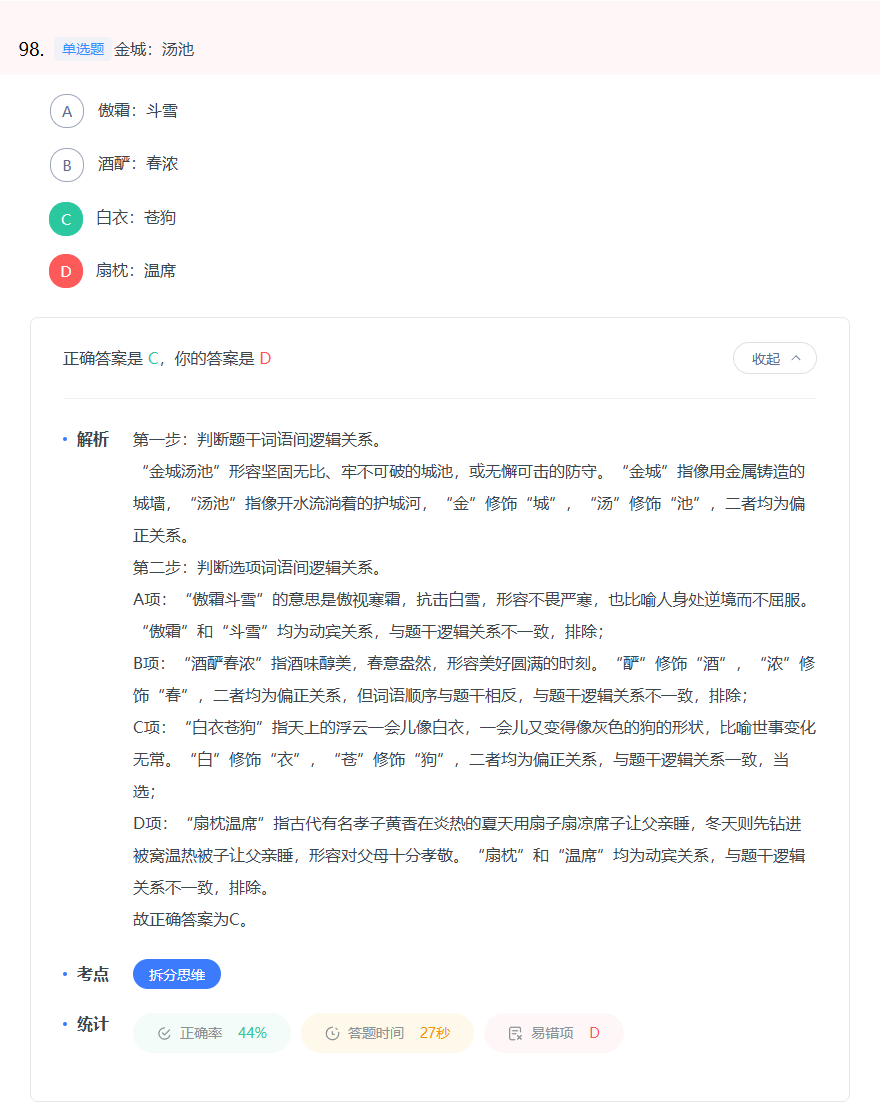 98. 单选题 金城：汤池
A 傲霜：斗雪
B 酒酽：春浓
C 白衣：苍狗
D 扇枕：温席
正确答案是 C，你的答案是 D 收起
解析 第一步：判断题干词语间逻辑关系。
“金城汤池”形容坚固无比、牢不可破的城池，或无懈可击的防守。“金城”指像用金属铸造的
城墙，“汤池”指像开水流淌着的护城河，“金”修饰“城”，“汤”修饰“池”，二者均为偏
正关系。
第二步：判断选项词语间逻辑关系。
A项：“傲霜斗雪”的意思是傲视寒霜，抗击白雪，形容不畏严寒，也比喻人身处逆境而不屈服。
“傲霜”和“斗雪”均为动宾关系，与题干逻辑关系不一致，排除；
B项：“酒酽春浓”指酒味醇美，春意盎然，形容美好圆满的时刻。“酽”修饰“酒”，“浓”修
饰“春”，二者均为偏正关系，但词语顺序与题干相反，与题干逻辑关系不一致，排除；
C项：“白衣苍狗”指天上的浮云一会儿像白衣，一会儿又变得像灰色的狗的形状，比喻世事变化
无常。“白”修饰“衣”，“苍”修饰“狗”，二者均为偏正关系，与题干逻辑关系一致，当
选；
D项：“扇枕温席”指古代有名孝子黄香在炎热的夏天用扇子扇凉席子让父亲睡，冬天则先钻进
被窝温热被子让父亲睡，形容对父母十分孝敬。“扇枕”和“温席”均为动宾关系，与题干逻辑
关系不一致，排除。
故正确答案为C。
考点 拆分思维
统计 正确率 44% 答题时间 27秒 易错项 D